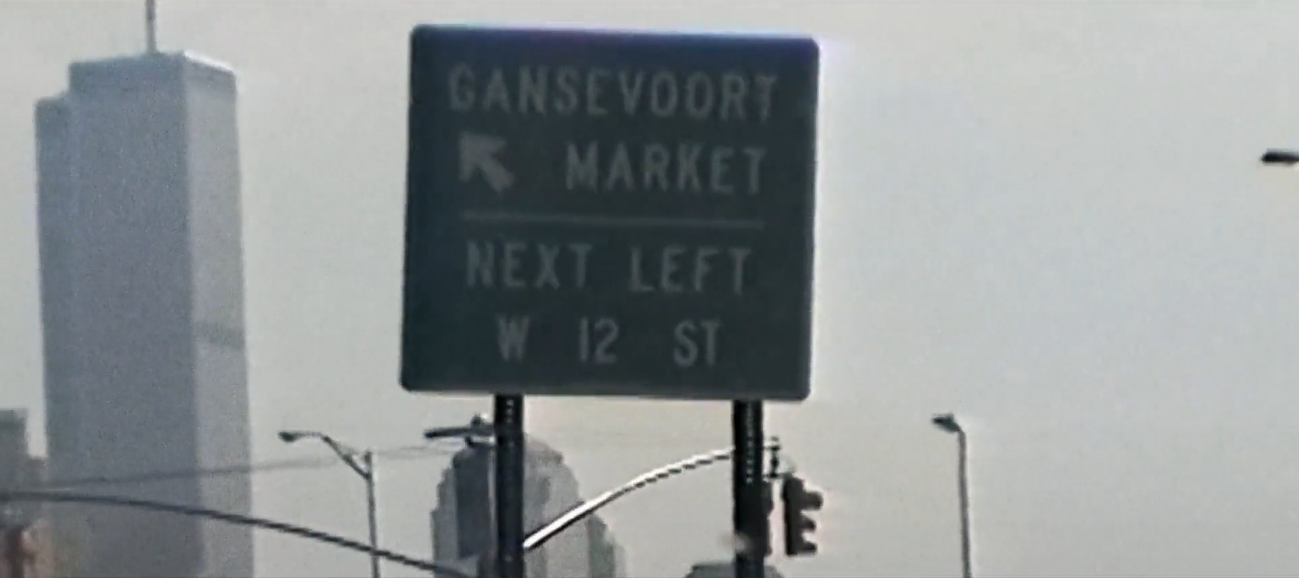 GANSEVOORT
MARKET
NEXT LEFT
W 12 ST